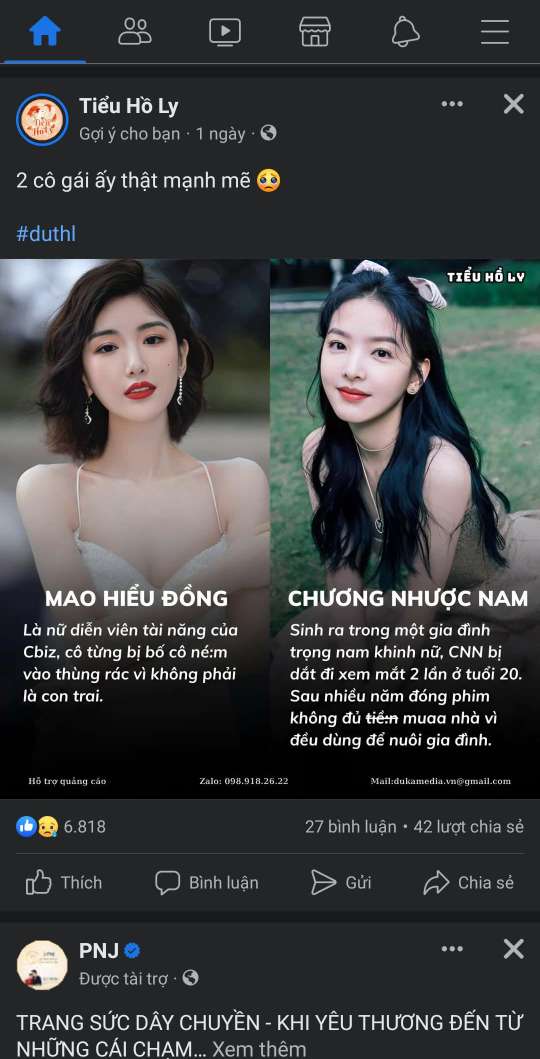 Tiểu Hồ Ly
Gợi ý cho bạn · 1 ngày ·
2 cô gái ấy thật mạnh mẽ 🥺
#duthl
TIỂU HỒ LY
MAO HIỂU ĐỒNG
Là nữ diễn viên tài năng của
Cbiz, cô từng bị bố cô né:m
vào thùng rác vì không phải
là con trai.
CHƯƠNG NHƯỢC NAM
Sinh ra trong một gia đình
trọng nam khinh nữ, CNN bị
dắt đi xem mắt 2 lần ở tuổi 20.
Sau nhiều năm đóng phim
không đủ tiề:n muaa nhà vì
đều dùng để nuôi gia đình.
Hỗ trợ quảng cáo
Zalo: 098.918.26.22
Mail:dukamedia.vn@gmail.com
6.818
27 bình luận • 42 lượt chia sẻ
Thích
Bình luận
Gửi
Chia sẻ
PNJ
Được tài trợ ·
TRANG SỨC DÂY CHUYỀN - KHI YÊU THƯƠNG ĐẾN TỪ
NHỮNG CÁI CHẠM... Xem thêm